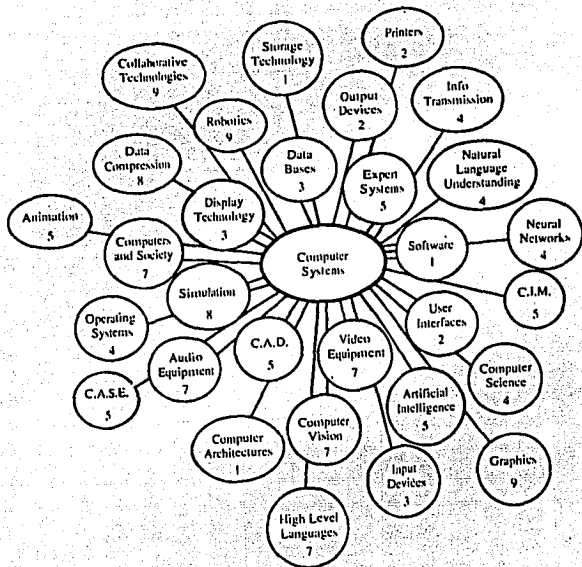 Collaborative
Technologies
9
Storage
Technology
1
Printers
2
Output
Devices
2
Info
Transmission
4
Robotics
9
Data
Compression
8
Data
Bases
3
Expert
Systems
5
Natural
Language
Understanding
4
Display
Technology
3
Animation
5
Computers
and Society
7
Computer
Systems
Software
1
Neural
Networks
4
C.I.M.
5
Simulation
8
Operating
Systems
4
User
Interfaces
2
C.A.D.
5
Video
Equipment
7
Audio
Equipment
7
Computer
Science
4
C.A.S.E.
5
Artificial
Intelligence
5
Computer
Architectures
1
Computer
Vision
7
Input
Devices
3
Graphics
9
High Level
Languages
7